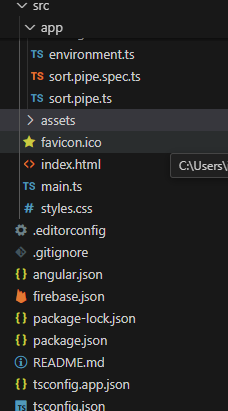 src
app
environment.ts
sort.pipe.spec.ts
sort.pipe.ts
assets
favicon.ico
index.html
C:\Users\
main.ts
styles.css
.editorconfig
.gitignore
angular.json
firebase.json
package-lock.json
package.json
README.md
tsconfig.app.json
tsconfig.json